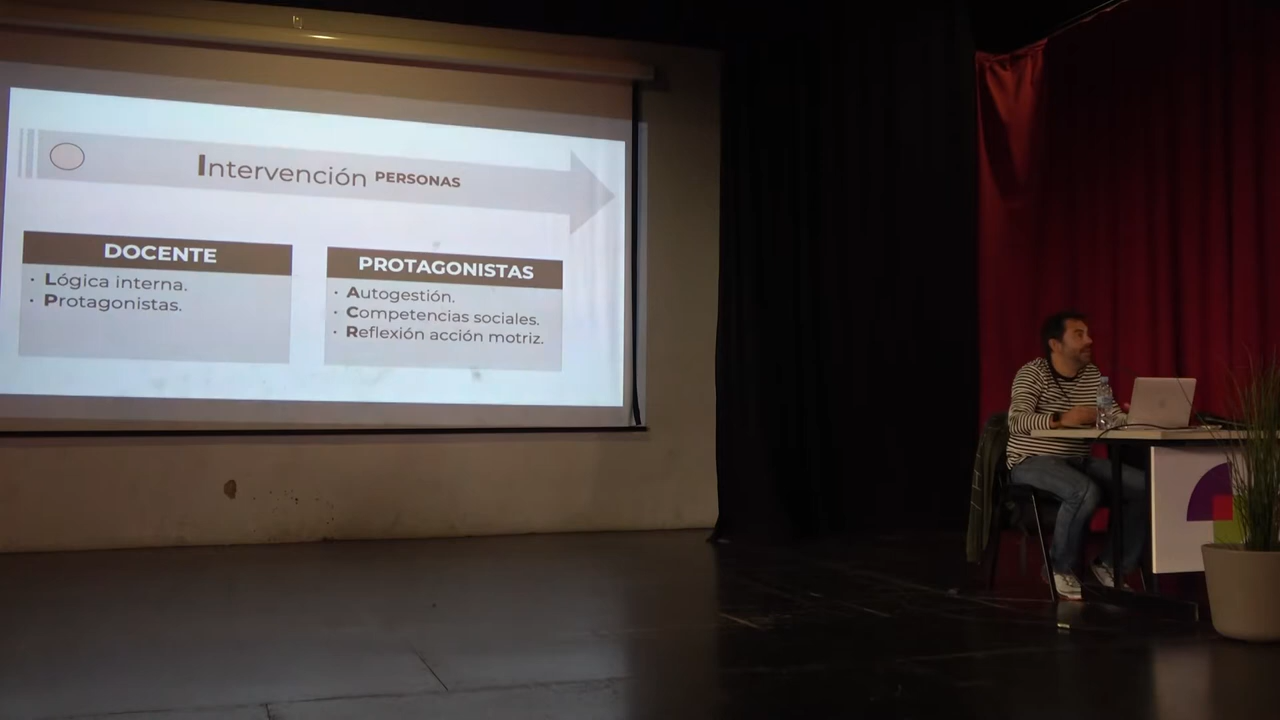 Intervención PERSONAS
DOCENTE
· Lógica interna.
· Protagonistas.
PROTAGONISTAS
· Autogestión.
· Competencias sociales.
· Reflexión acción motriz.